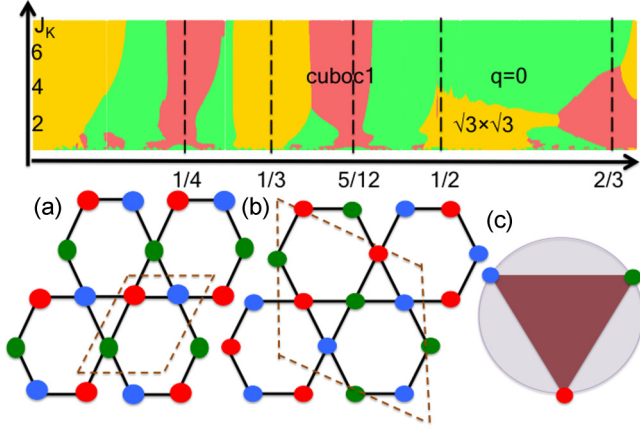 J_K
6
cuboc1
q=0
4
2
√3×√3
1/4
1/3
5/12
1/2
2/3
(a)
(b)
(c)